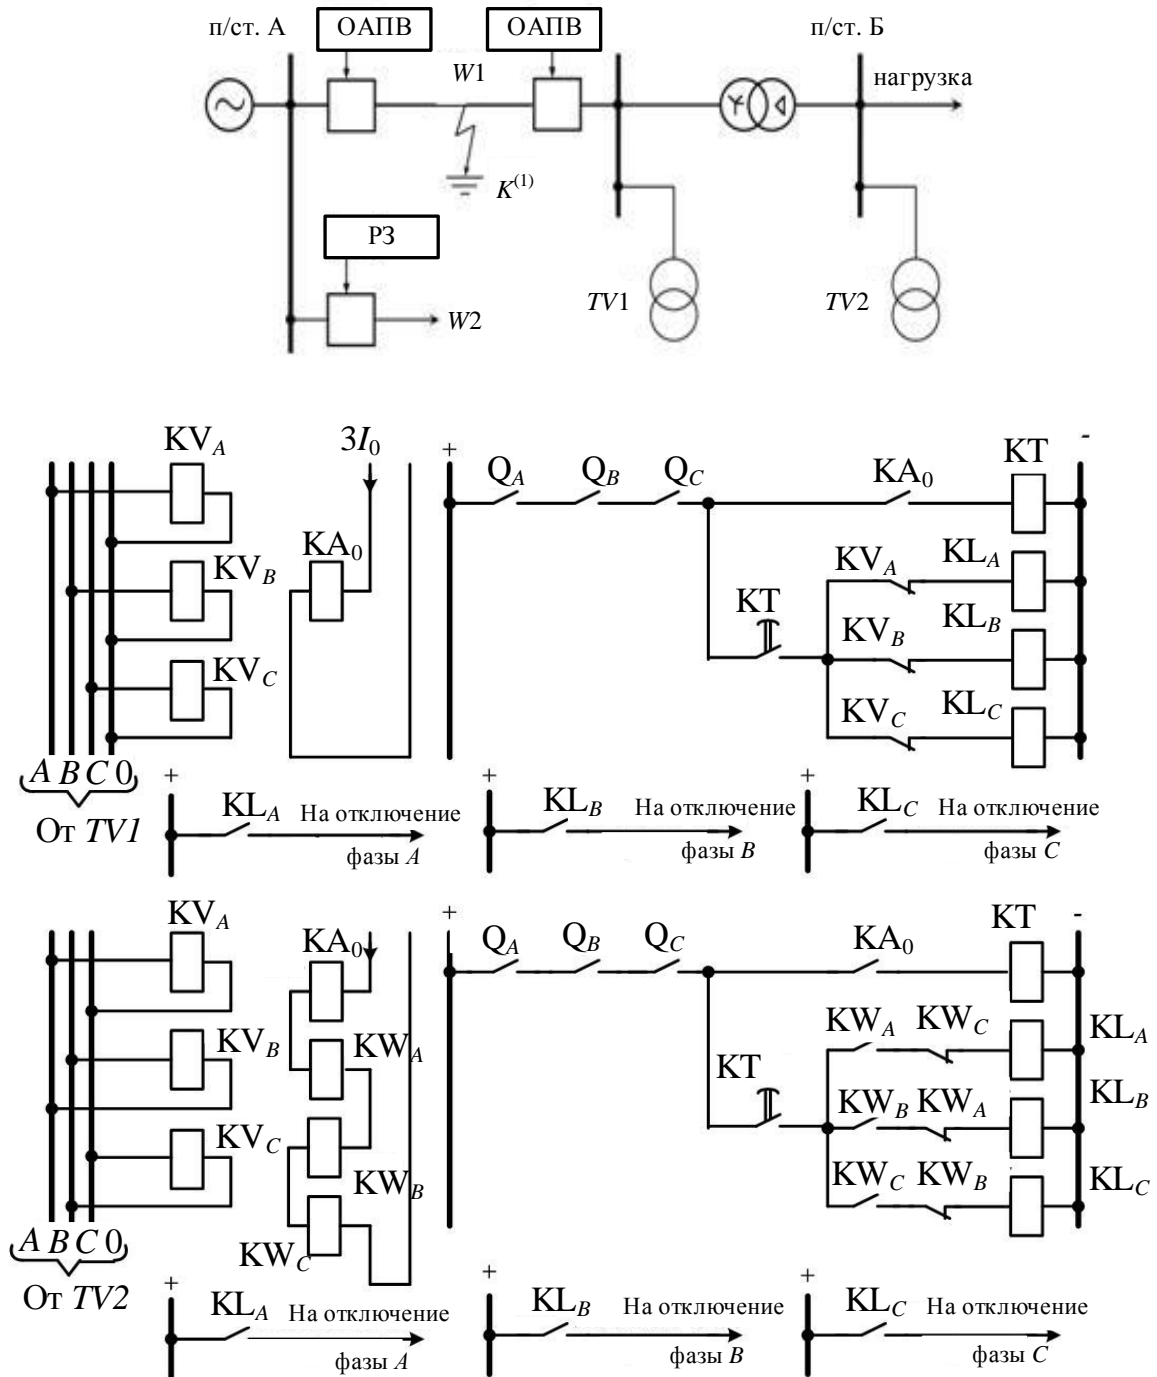 п/ст. А
ОАПВ
ОАПВ
п/ст. Б
W1
нагрузка
K(1)
РЗ
W2
TV1
TV2
KVA
3I0
+
QA
QB
QC
KA0
KT
-
KVB
KA0
KVA
KLA
KT
KVB
KLB
KVC
KVC
KLC
A B C 0
От TV1
+
KLA
На отключение
фазы A
+
KLB
На отключение
фазы B
+
KLC
На отключение
фазы C
KVA
KA0
+
QA
QB
QC
KA0
KT
-
KVB
KWA
KWA
KWC
KLA
KT
KWB
KWA
KLB
KVC
KWB
KWC
KWB
KLC
A B C 0
KWC
От TV2
+
KLA
На отключение
фазы A
+
KLB
На отключение
фазы B
+
KLC
На отключение
фазы C